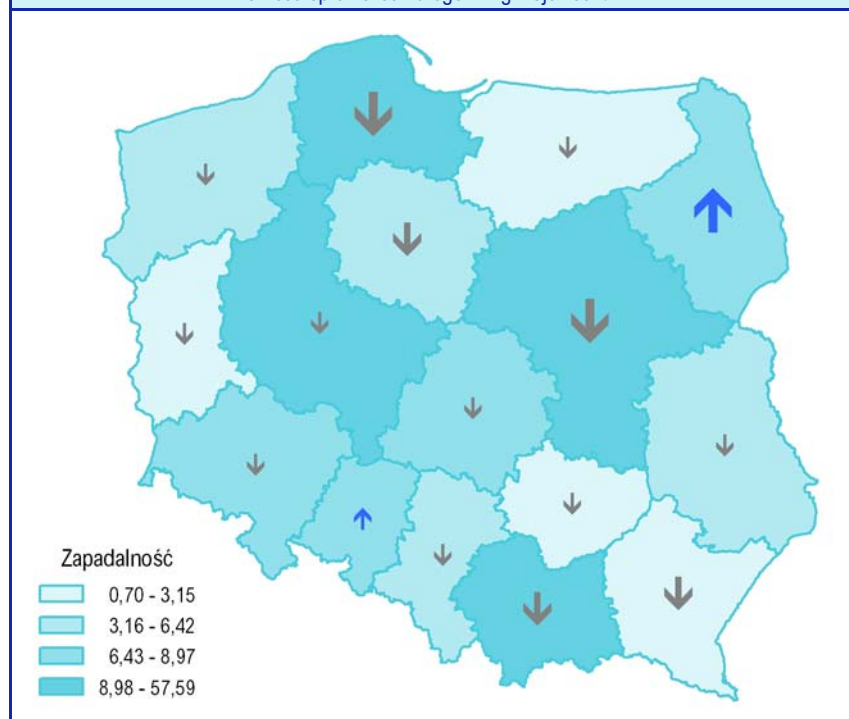 Zapadalność
0,70 - 3,15
3,16 - 6,42
6,43 - 8,97
8,98 - 57,59